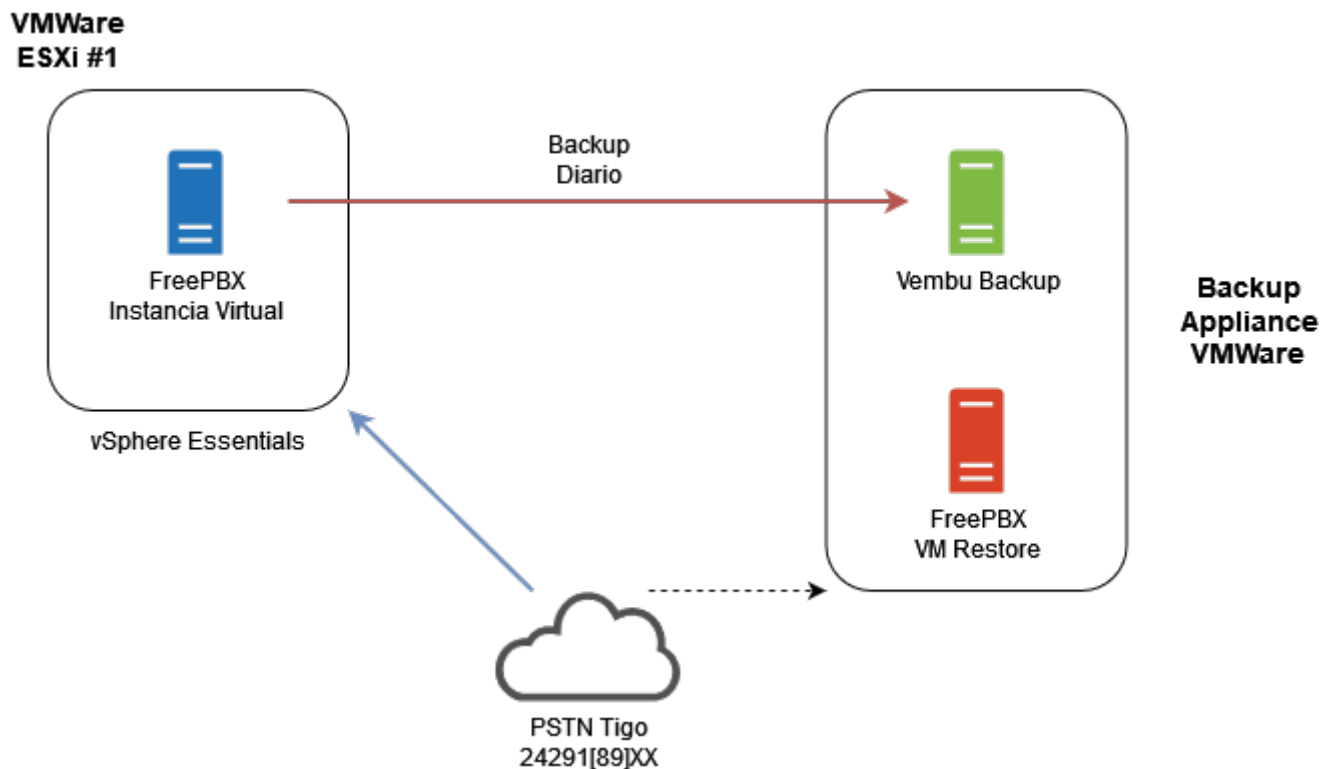 VMWare
ESXi #1
Backup
Diario
FreePBX
Instancia Virtual
Vembu Backup
Backup
Appliance
VMWare
vSphere Essentials
FreePBX
VM Restore
PSTN Tigo
24291[89]XX